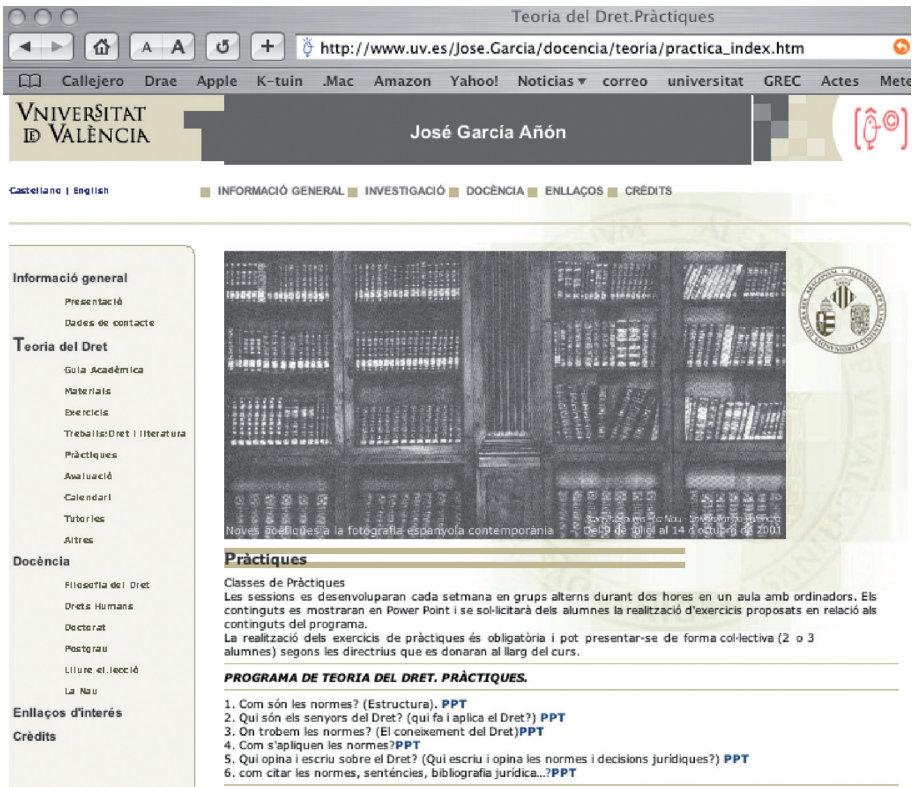 Teoria del Dret.Pràctiques
A A
http://www.uv.es/Jose.Garcia/docencia/teoria/practica_index.htm
Callejero Drae Apple K-tuin .Mac Amazon Yahoo! Noticias correo universitat GREC Actes Mete
VNIVERSITAT
ID VALÈNCIA
José García Añón
Castellano | English
INFORMACIÓ GENERAL INVESTIGACIÓ DOCÈNCIA ENLLAÇOS CRÈDITS
Informació general
Presentació
Dades de contacte
Teoria del Dret
Guia Acadèmica
Materials
Exercicis
Treballs:Dret i literatura
Pràctiques
Avaluació
Calendari
Tutories
Altres
Docència
Filosofia del Dret
Drets Humans
Doctorat
Postgrau
Lliure el.lecció
La Nau
Enllaços d'interés
Crèdits
Noves poètiques a la fotografia espanyola contemporània
Del 9 de juliol al 14 d'octubre de 2001
Pràctiques
Classes de Pràctiques
Les sessions es desenvoluparan cada setmana en grups alterns durant dos hores en un aula amb ordinadors. Els
continguts es mostraran en Power Point i se sol·licitarà dels alumnes la realització d'exercicis proposats en relació als
continguts del programa.
La realització dels exercicis de pràctiques és obligatòria i pot presentar-se de forma col·lectiva (2 o 3
alumnes) segons les directrius que es donaran al llarg del curs.
PROGRAMA DE TEORIA DEL DRET. PRÀCTIQUES.
1. Com són les normes? (Estructura). PPT
2. Qui són els senyors del Dret? (qui fa i aplica el Dret?) PPT
3. On trobem les normes? (El coneixement del Dret)PPT
4. Com s'apliquen les normes?PPT
5. Qui opina i escriu sobre el Dret? (Qui escriu i opina les normes i decisions jurídiques?) PPT
6. com citar les normes, senténcies, bibliografia jurídica...?PPT